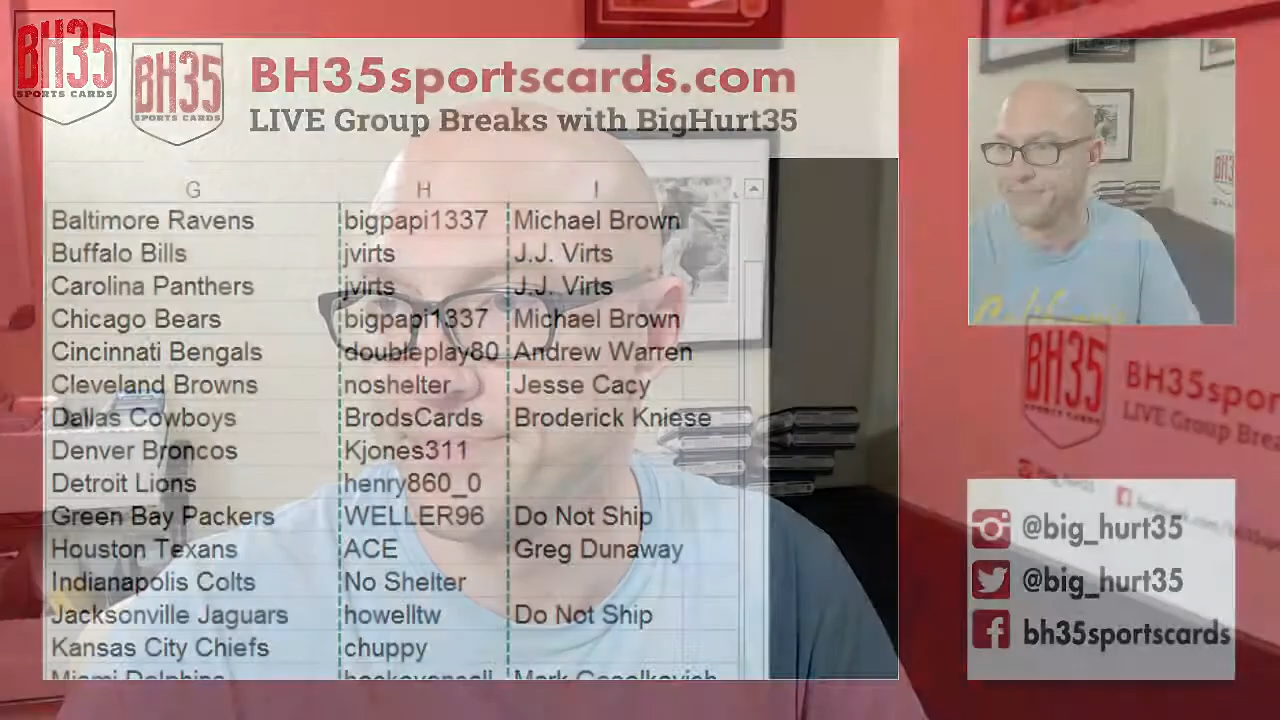 BH35
SPORTS CARDS
BH35
SPORTS CARDS
BH35sportscards.com
LIVE Group Breaks with BigHurt35
G H I
Baltimore Ravens bigpapi1337 Michael Brown
Buffalo Bills jvirts J.J. Virts
Carolina Panthers jvirts J.J. Virts
Chicago Bears bigpapi1337 Michael Brown
Cincinnati Bengals doubleplay80 Andrew Warren
Cleveland Browns noshelter Jesse Cacy
Dallas Cowboys BrodsCards Broderick Kniese
Denver Broncos Kjones311
Detroit Lions henry860_0
Green Bay Packers WELLER96 Do Not Ship
Houston Texans ACE Greg Dunaway
Indianapolis Colts No Shelter
Jacksonville Jaguars howelltw Do Not Ship
Kansas City Chiefs chuppy
Miami Dolphins
BH35
California
BH35
SPORTS CARDS
BH35spor
LIVE Group Brea
@big_hurt35
@big_hurt35
bh35sportscards